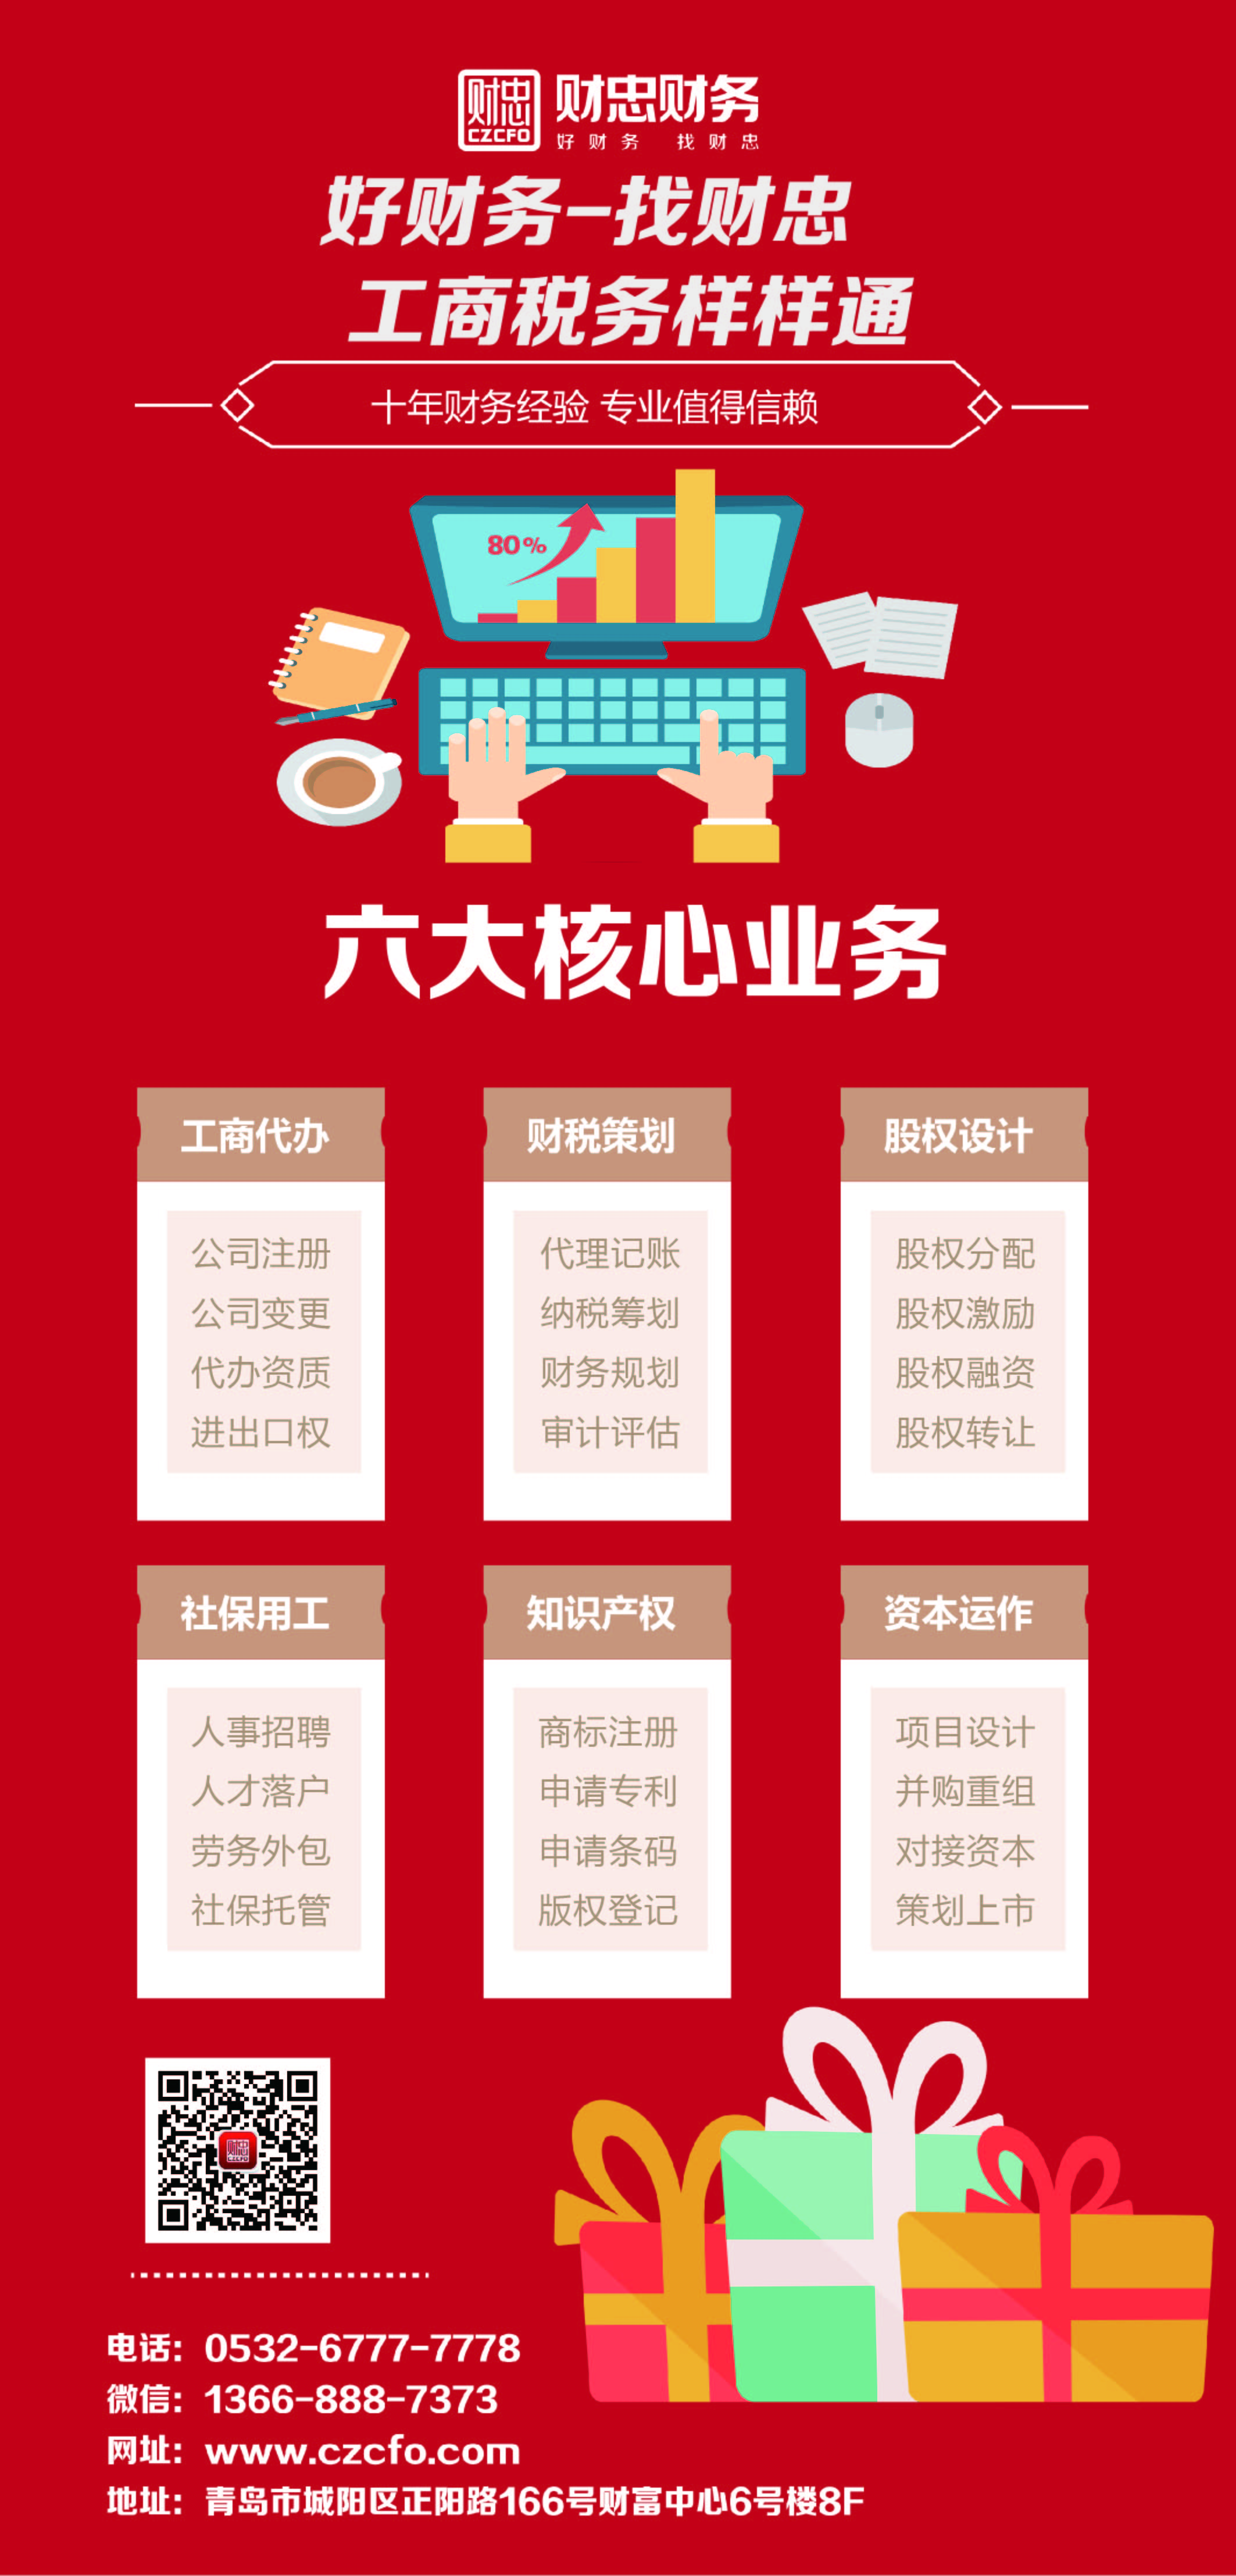 财忠
CZCFO
财忠财务
好财务 找财忠
好财务-找财忠
工商税务样样通
十年财务经验 专业值得信赖
80%
六大核心业务
工商代办
公司注册
公司变更
代办资质
进出口权
财税策划
代理记账
纳税筹划
财务规划
审计评估
股权设计
股权分配
股权激励
股权融资
股权转让
社保用工
人事招聘
人才落户
劳务外包
社保托管
知识产权
商标注册
申请专利
申请条码
版权登记
资本运作
项目设计
并购重组
对接资本
策划上市
财忠
CZCFO
电话：0532-6777-7778
微信：1366-888-7373
网址：www.czcfo.com
地址：青岛市城阳区正阳路166号财富中心6号楼8F